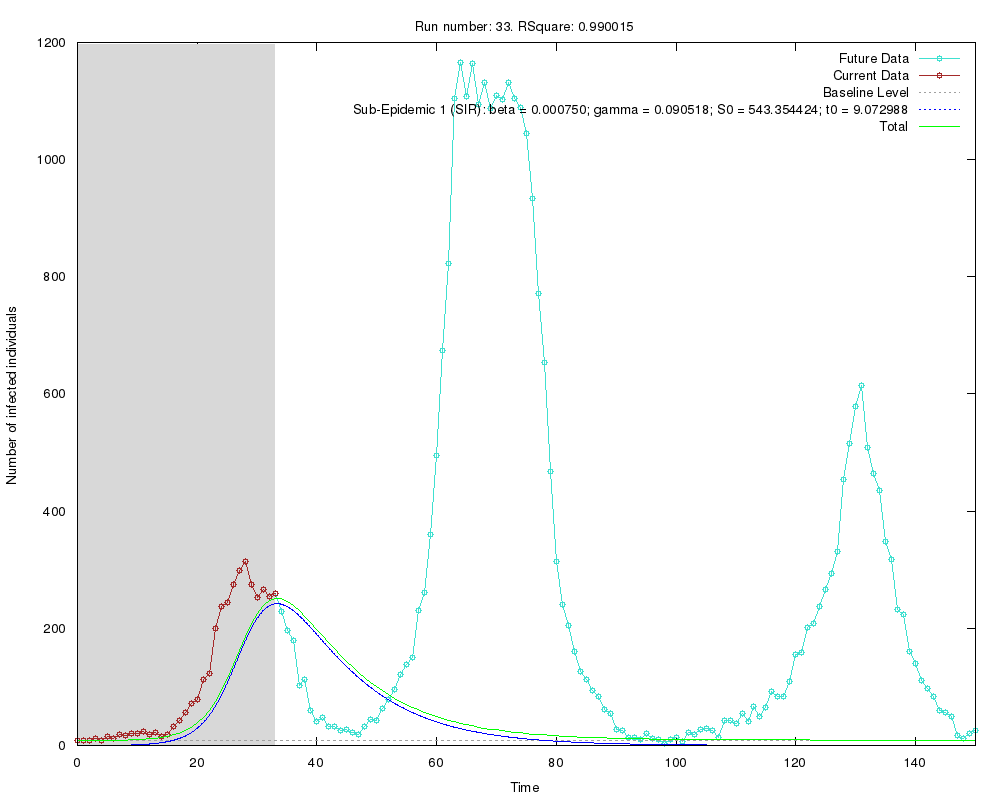 Run number: 33. RSquare: 0.990015
1200
1000
800
600
400
200
0
Number of infected individuals
Future Data
Current Data
Baseline Level
Sub-Epidemic 1 (SIR): beta = 0.000750; gamma = 0.090518; S0 = 543.354424; t0 = 9.072988
Total
0 20 40 60 80 100 120 140
Time